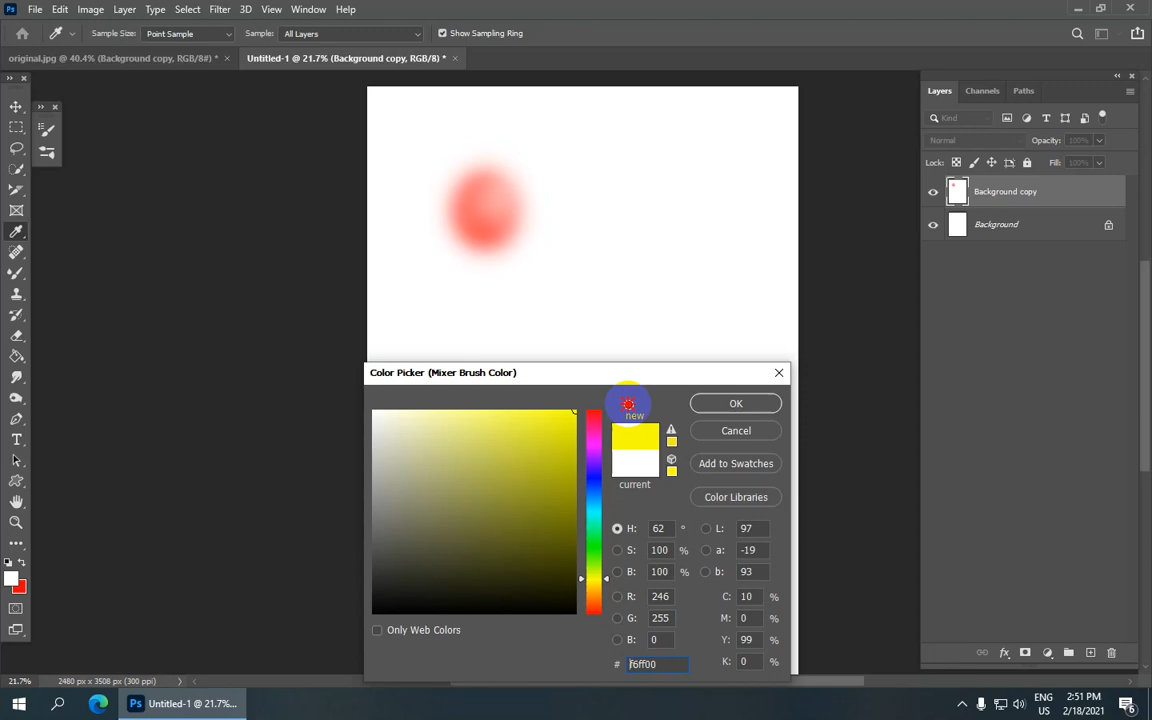 Ps File Edit Image Layer Type Select Filter 3D View Window Help
Sample Size: Point Sample Sample: All Layers Show Sampling Ring
original.jpg @ 40.4% (Background copy, RGB/8#) * × Untitled-1 @ 21.7% (Background copy, RGB/8) * ×
Layers Channels Paths
Kind
Normal Opacity: 100%
Lock: Fill: 100%
Background copy
Background
Color Picker (Mixer Brush Color)
new
current
OK
Cancel
Add to Swatches
Color Libraries
H: 62 ° L: 97
S: 100 % a: -19
B: 100 % b: 93
R: 246 C: 10 %
G: 255 M: 0 %
B: 0 Y: 99 %
# f6ff00 K: 0 %
Only Web Colors
21.7% 2480 px x 3508 px (300 ppi)
Ps Untitled-1 @ 21.7%...
ENG
US
2:51 PM
2/18/2021
6